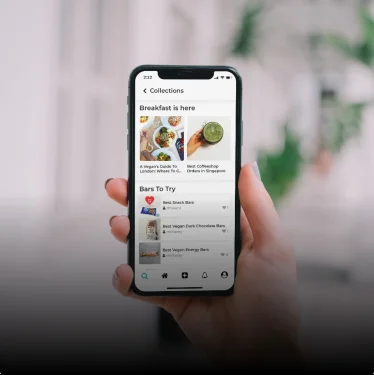 2:22
Collections
Breakfast is here
A Vegan's Guide To
London: Where To G...
Best Coffeeshop
Orders In Singapore
Bars To Try
Best Snack Bars
Best Vegan Dark Chocolate Bars
Best Vegan Energy Bars